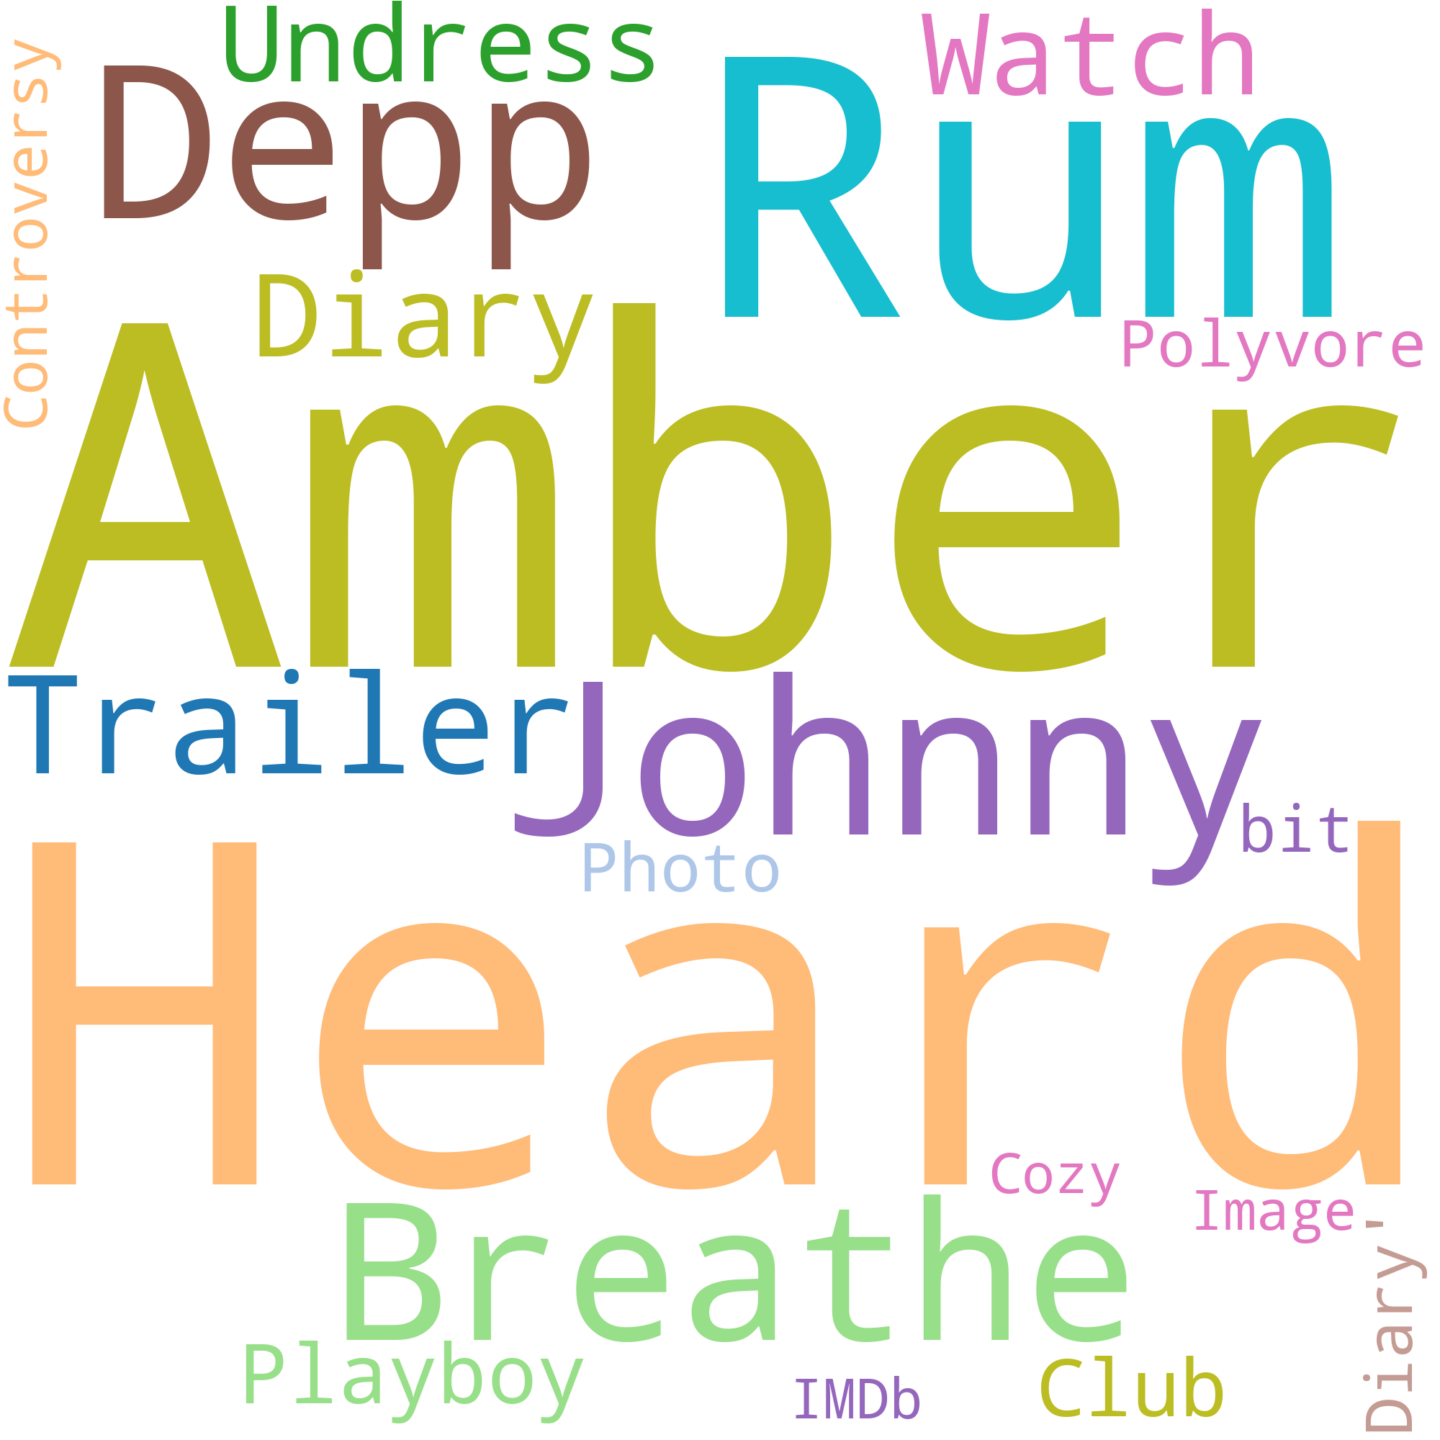 Undress
Watch
Controversy
Depp
Rum
Diary
Polyvore
Amber
Trailer
Johnny
bit
Photo
Heard
Cozy
Image
Breathe
Diary'
Playboy
IMDb
Club